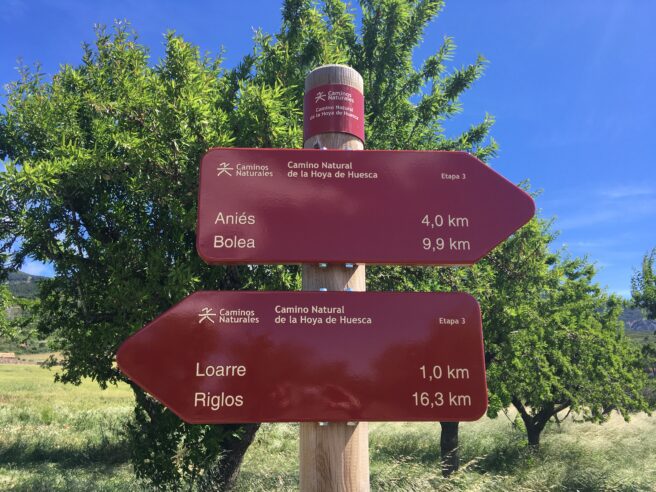 Caminos
Naturales
Camino Natural
de la Hoya de Huesca
Caminos
Naturales
Camino Natural
de la Hoya de Huesca
Etapa 3
Aniés 4,0 km
Bolea 9,9 km
Caminos
Naturales
Camino Natural
de la Hoya de Huesca
Etapa 3
Loarre 1,0 km
Riglos 16,3 km